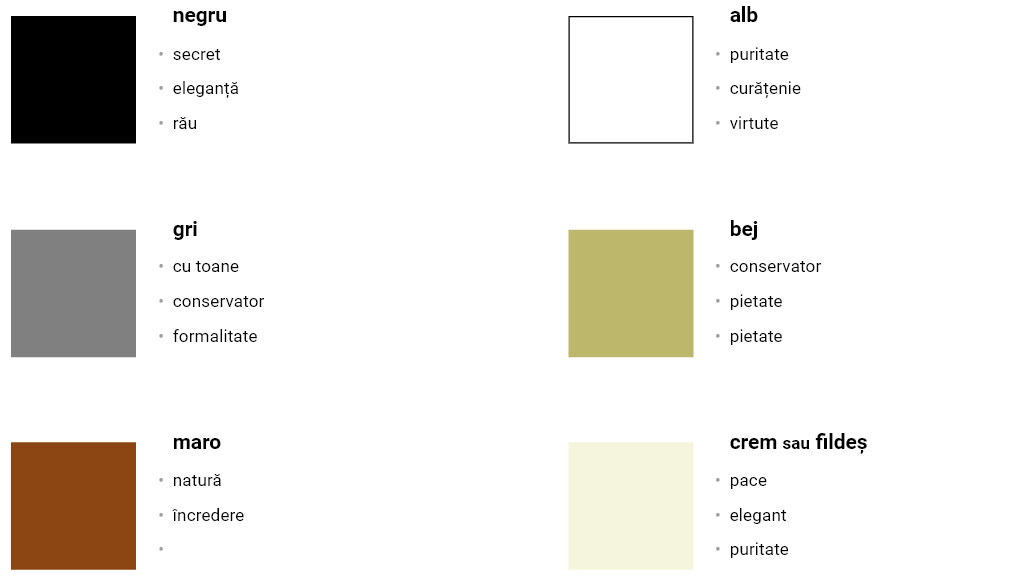 negru
• secret
• eleganță
• rău
alb
• puritate
• curățenie
• virtute
gri
• cu toane
• conservator
• formalitate
bej
• conservator
• pietate
• pietate
maro
• natură
• încredere
•
crem sau fildeș
• pace
• elegant
• puritate